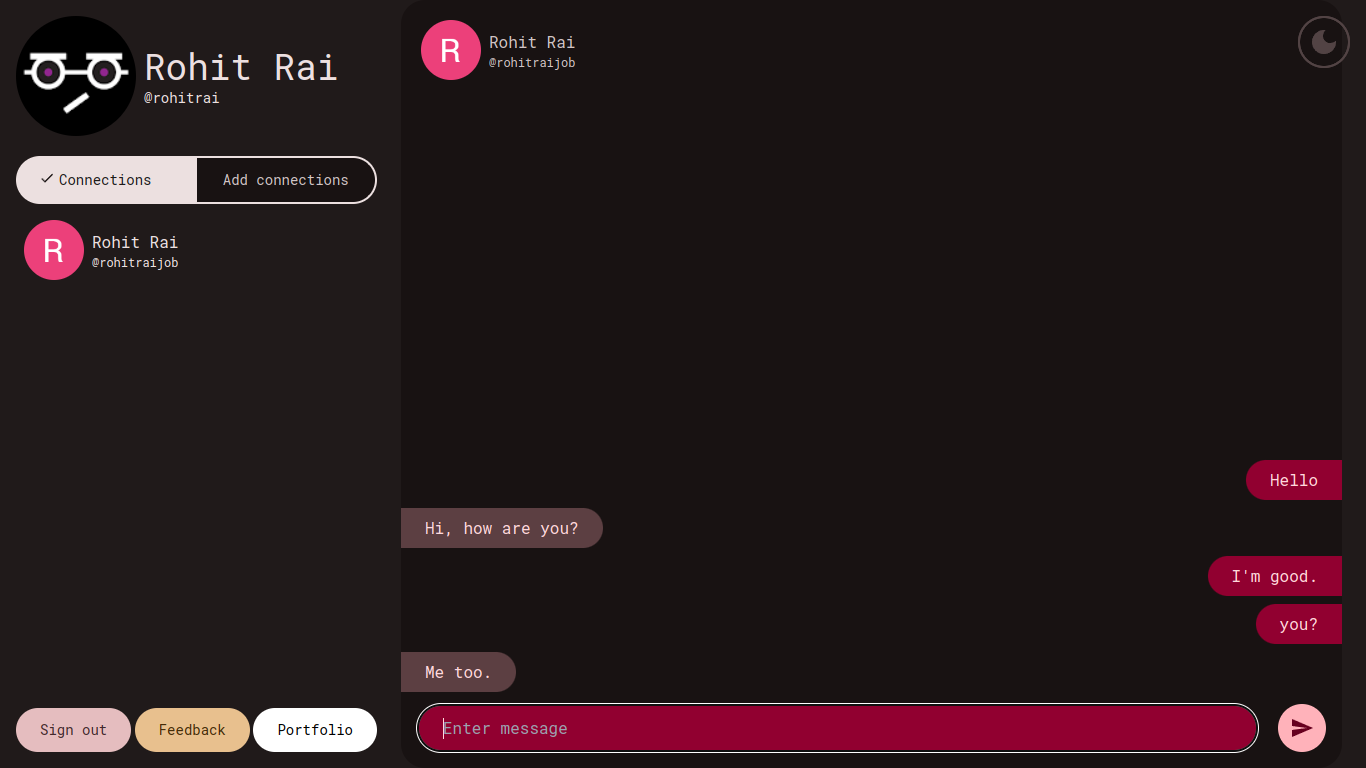 Rohit Rai
@rohitrai
Connections
Add connections
R
Rohit Rai
@rohitraijob
Sign out
Feedback
Portfolio
R
Rohit Rai
@rohitraijob
Hello
Hi, how are you?
I'm good.
you?
Me too.
Enter message